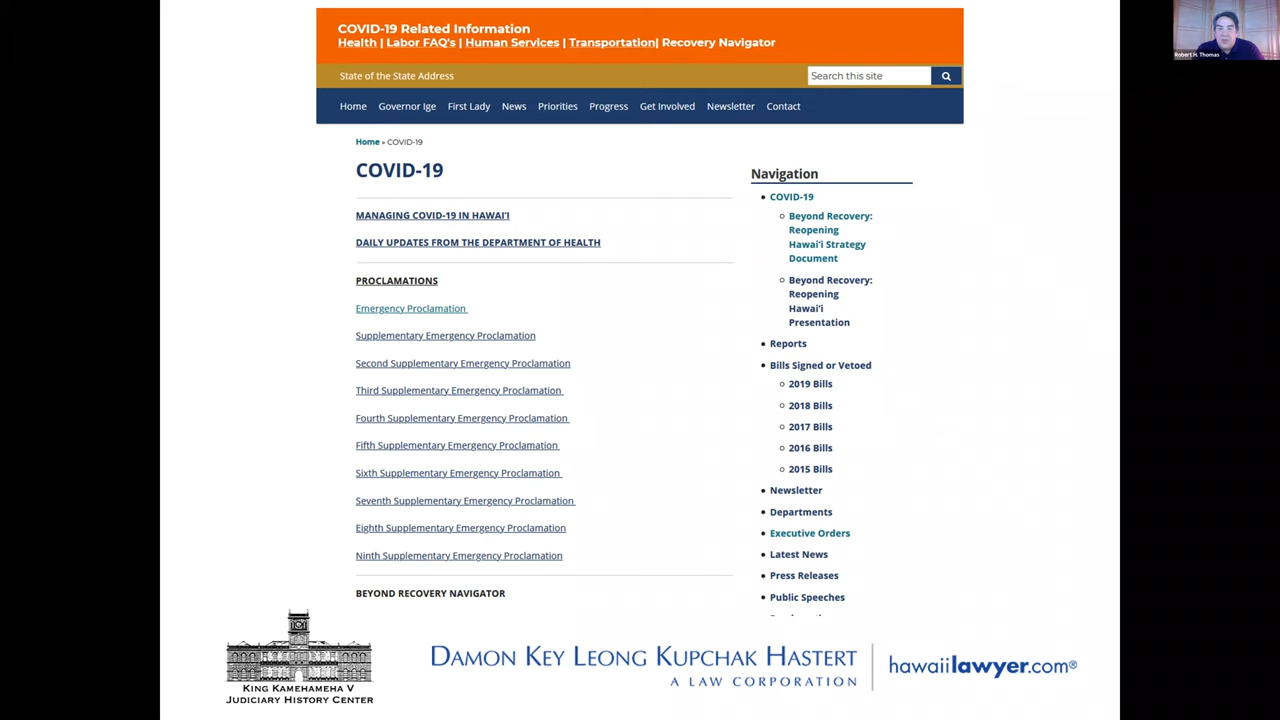 COVID-19 Related Information
Health | Labor FAQ's | Human Services | Transportation| Recovery Navigator
State of the State Address
Search this site
Home Governor Ige First Lady News Priorities Progress Get Involved Newsletter Contact
Home » COVID-19
COVID-19
MANAGING COVID-19 IN HAWAI'I
DAILY UPDATES FROM THE DEPARTMENT OF HEALTH
PROCLAMATIONS
Emergency Proclamation
Supplementary Emergency Proclamation
Second Supplementary Emergency Proclamation
Third Supplementary Emergency Proclamation
Fourth Supplementary Emergency Proclamation
Fifth Supplementary Emergency Proclamation
Sixth Supplementary Emergency Proclamation
Seventh Supplementary Emergency Proclamation
Eighth Supplementary Emergency Proclamation
Ninth Supplementary Emergency Proclamation
BEYOND RECOVERY NAVIGATOR
Navigation
COVID-19
Beyond Recovery:
Reopening
Hawai‘i Strategy
Document
Beyond Recovery:
Reopening
Hawai‘i
Presentation
Reports
Bills Signed or Vetoed
2019 Bills
2018 Bills
2017 Bills
2016 Bills
2015 Bills
Newsletter
Departments
Executive Orders
Latest News
Press Releases
Public Speeches
KING KAMEHAMEHA V
JUDICIARY HISTORY CENTER
DAMON KEY LEONG KUPCHAK HASTERT
A LAW CORPORATION
hawaiilawyer.com®
Robert H. Thomas